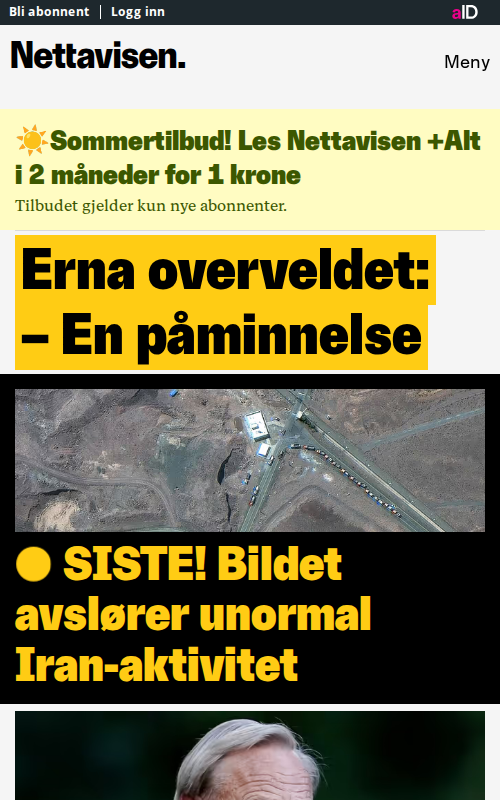 Bli abonnent | Logg inn
aID
Nettavisen.
Meny
☀️Sommertilbud! Les Nettavisen +Alt
i 2 måneder for 1 krone
Tilbudet gjelder kun nye abonnenter.
Erna overveldet:
– En påminnelse
SISTE! Bildet
avslører unormal
Iran-aktivitet